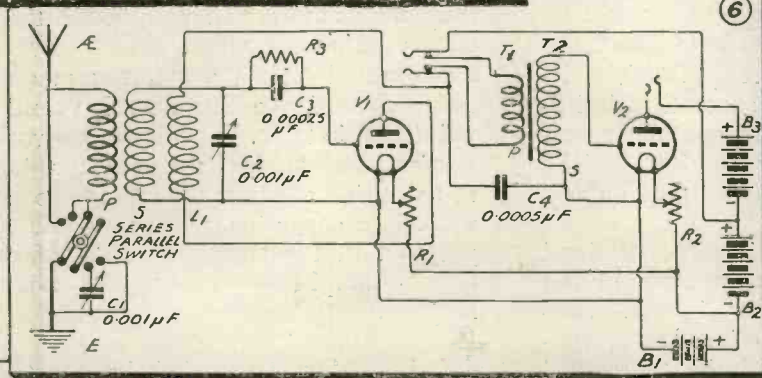 6
Æ
P
S
L1
SERIES
PARALLEL
SWITCH
C1
0.001µF
E
R3
C3
0.00025
µF
C2
0.001µF
V1
R1
T1
T2
P
S
C4
0.0005µF
V2
R2
+
B3
-
+
-
B2
B1
-
+